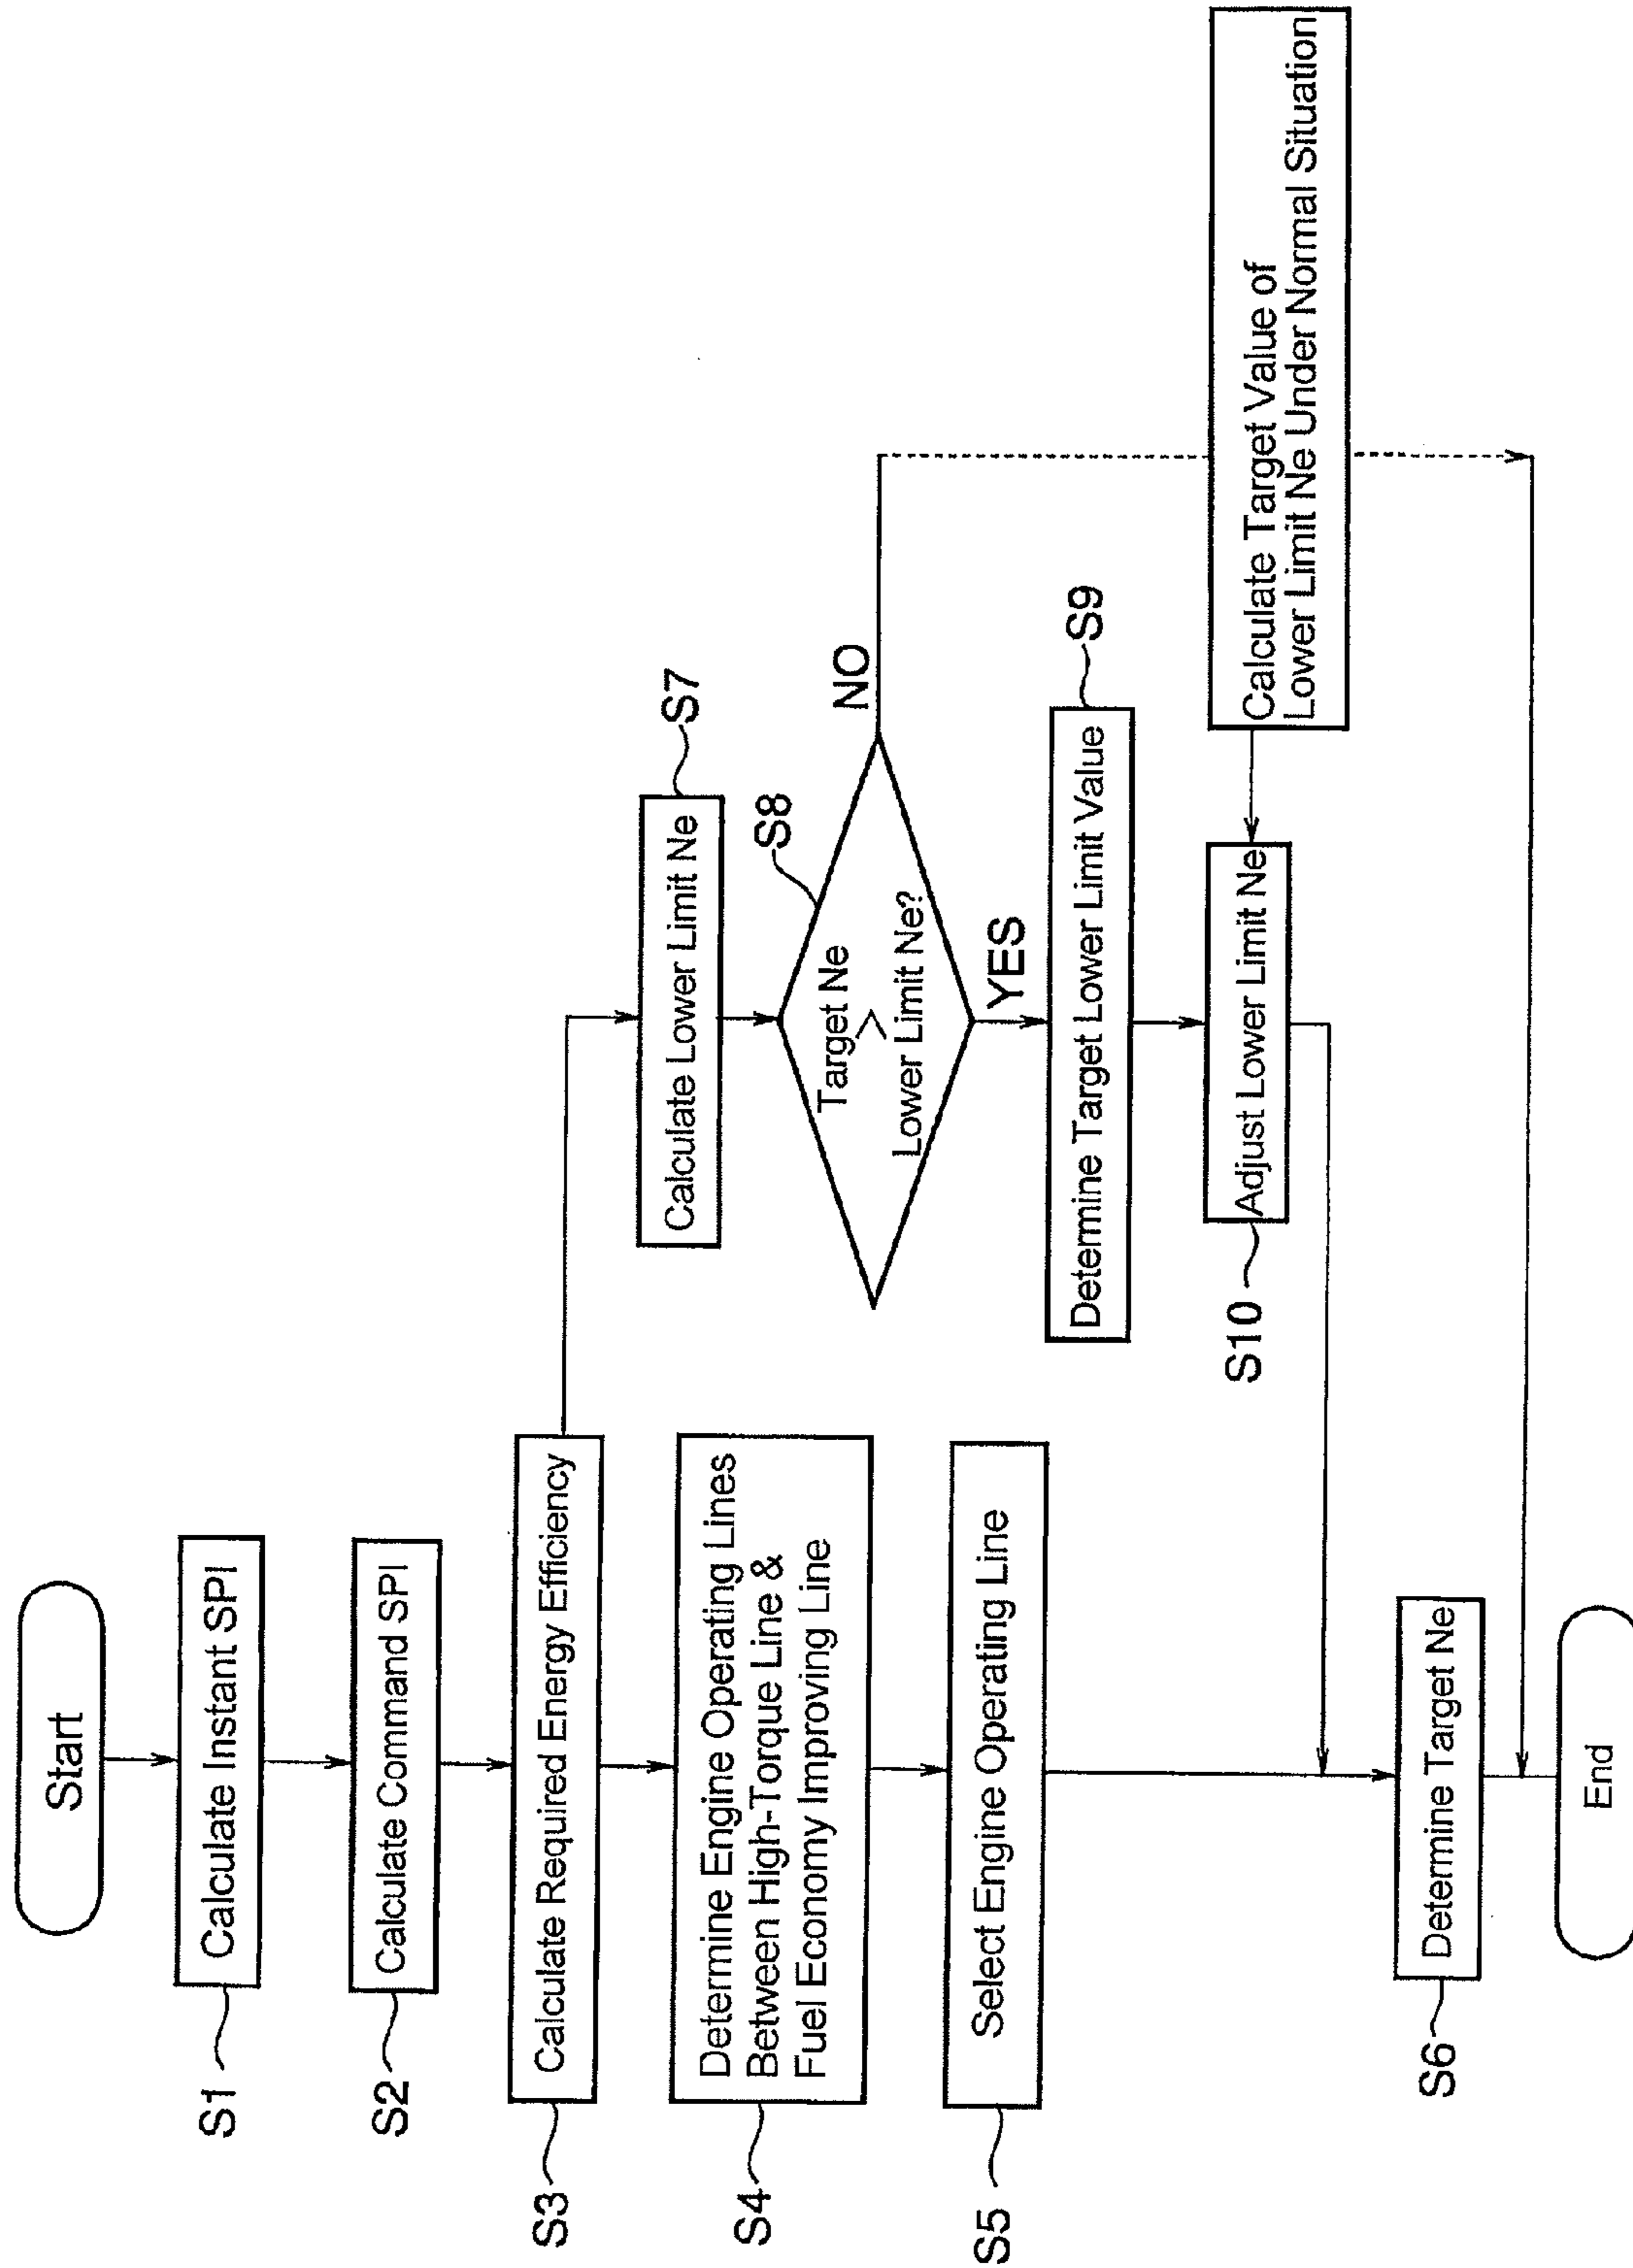 Start
S1
Calculate Instant SPI
S2
Calculate Command SPI
S3
Calculate Required Energy Efficiency
S4
Determine Engine Operating Lines
Between High-Torque Line &
Fuel Economy Improving Line
S5
Select Engine Operating Line
S7
Calculate Lower Limit Ne
S8
Target Ne
∧
Lower Limit Ne?
NO
YES
S9
Determine Target Lower Limit Value
S10
Adjust Lower Limit Ne
Calculate Target Value of
Lower Limit Ne Under Normal Situation
S6
Determine Target Ne
End